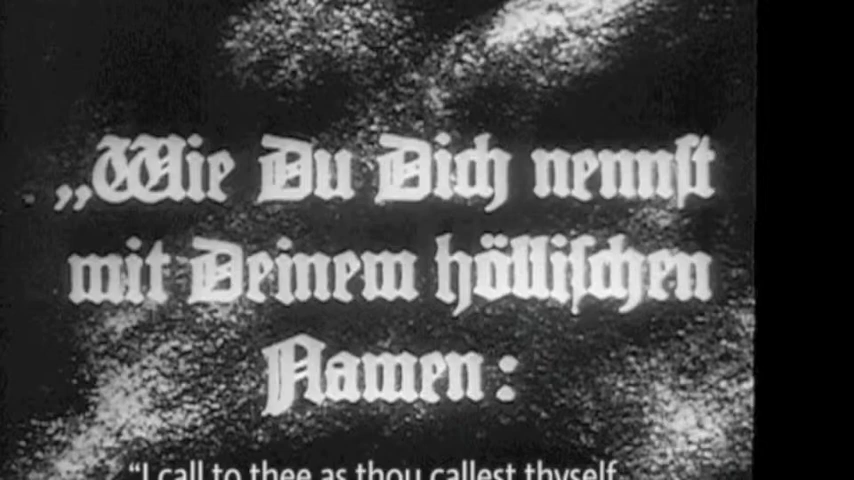 „Wie Du Dich nennst
mit Deinem höllischen
Namen:
“I call to thee as thou callest thyself